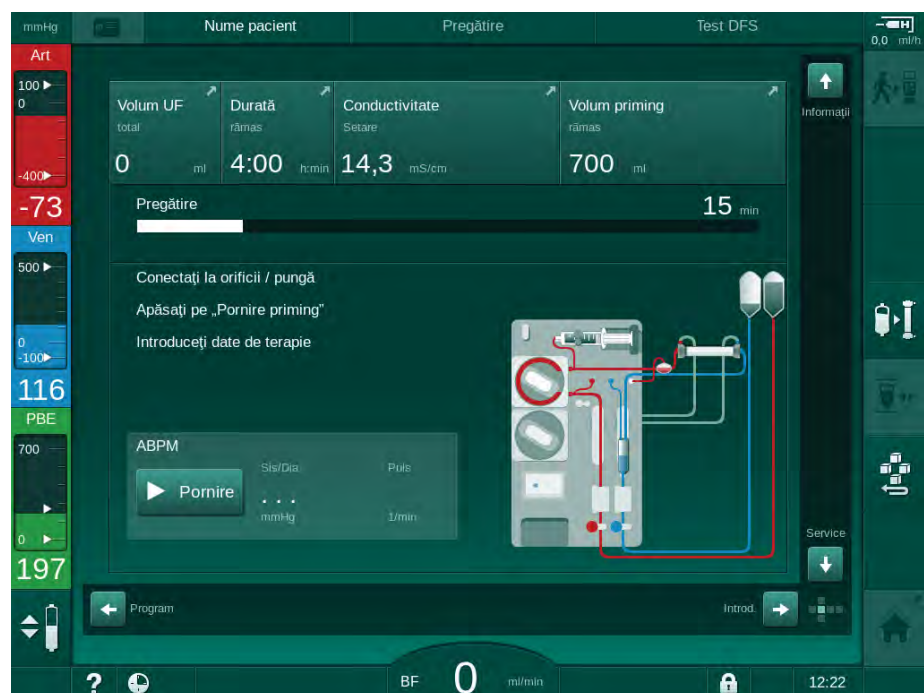 mmHg
Nume pacient
Pregătire
Test DFS
0,0 ml/h
Art
100
0
-400
-73
Ven
500
0
-100
116
PBE
700
0
197
Volum UF
total
0 ml
Durată
rămas
4:00 h:min
Conductivitate
Setare
14,3 mS/cm
Volum priming
rămas
700 ml
Informații
Pregătire
15 min
Conectați la orificii / pungă
Apăsați pe „Pornire priming”
Introduceți date de terapie
ABPM
Pornire
Sis/Dia
. . .
mmHg
Puls
1/min
Service
Program
Introd.
?
BF 0 ml/min
12:22